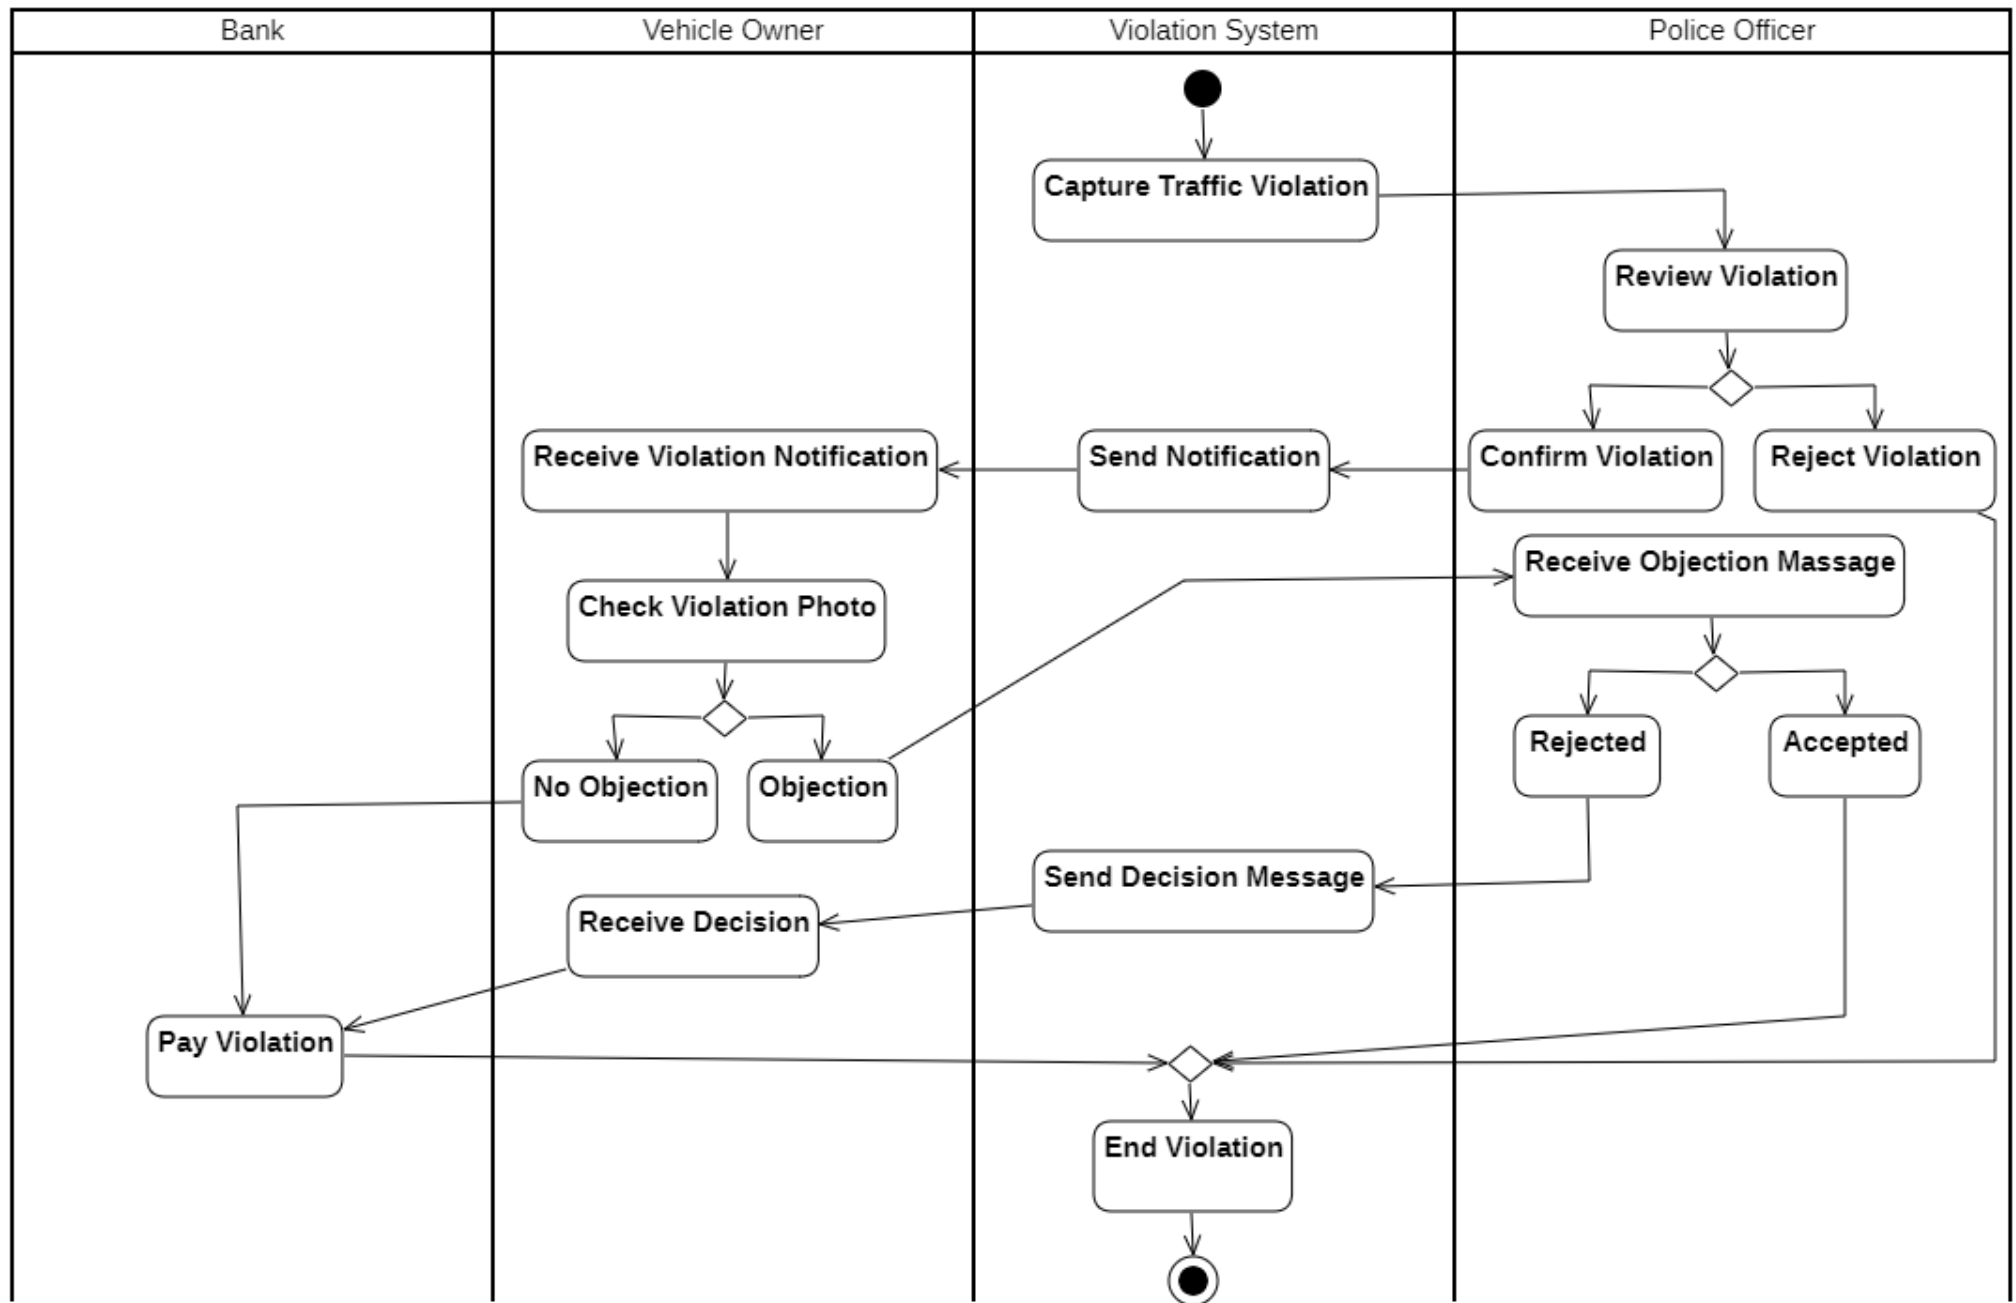 Bank
Vehicle Owner
Violation System
Police Officer
Capture Traffic Violation
Review Violation
Receive Violation Notification
Send Notification
Confirm Violation
Reject Violation
Receive Objection Massage
Check Violation Photo
Rejected
Accepted
No Objection
Objection
Send Decision Message
Receive Decision
Pay Violation
End Violation